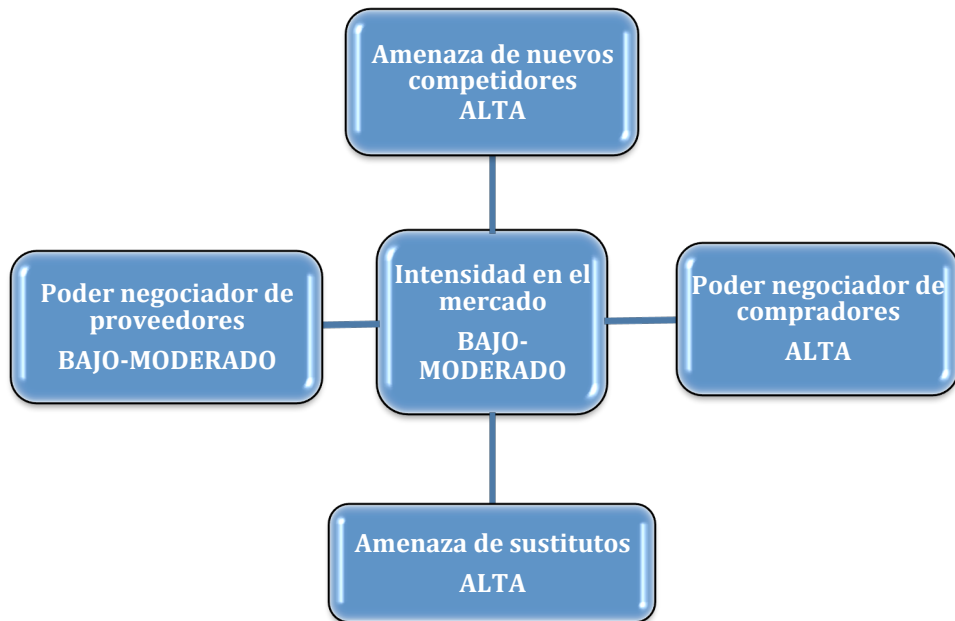 Amenaza de nuevos
competidores
ALTA
Poder negociador de
proveedores
BAJO-MODERADO
Intensidad en el
mercado
BAJO-
MODERADO
Poder negociador de
compradores
ALTA
Amenaza de sustitutos
ALTA